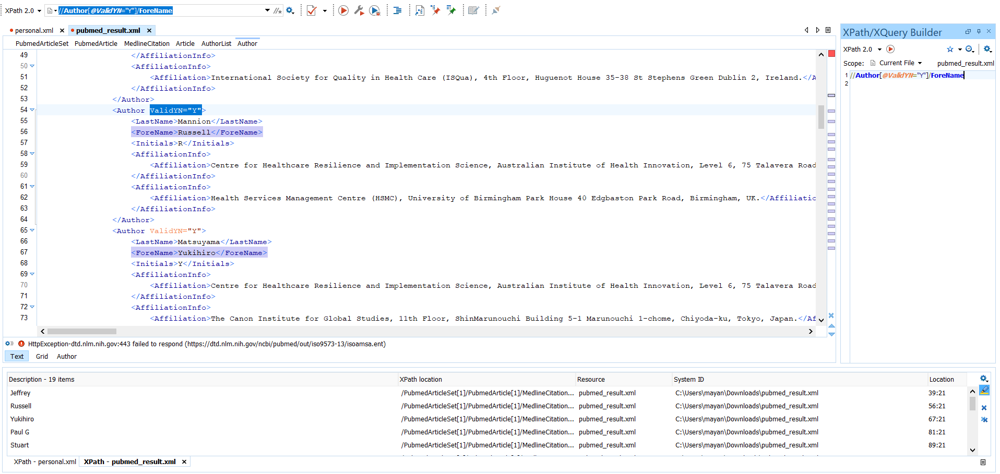 XPath 2.0 //Author[@ValidYN="Y"]/ForeName
personal.xml pubmed_result.xml
PubmedArticleSet PubmedArticle MedlineCitation Article AuthorList Author
49 </AffiliationInfo>
50 <AffiliationInfo>
51 <Affiliation>International Society for Quality in Health Care (ISQua), 4th Floor, Huguenot House 35-38 St Stephens Green Dublin 2, Ireland.</A
52 </AffiliationInfo>
53 </Author>
54 <Author ValidYN="Y">
55 <LastName>Mannion</LastName>
56 <ForeName>Russell</ForeName>
57 <Initials>R</Initials>
58 <AffiliationInfo>
59 <Affiliation>Centre for Healthcare Resilience and Implementation Science, Australian Institute of Health Innovation, Level 6, 75 Talavera Road
60 </AffiliationInfo>
61 <AffiliationInfo>
62 <Affiliation>Health Services Management Centre (HSMC), University of Birmingham Park House 40 Edgbaston Park Road, Birmingham, UK.</Affiliatio
63 </AffiliationInfo>
64 </Author>
65 <Author ValidYN="Y">
66 <LastName>Matsuyama</LastName>
67 <ForeName>Yukihiro</ForeName>
68 <Initials>Y</Initials>
69 <AffiliationInfo>
70 <Affiliation>Centre for Healthcare Resilience and Implementation Science, Australian Institute of Health Innovation, Level 6, 75 Talavera Road
71 </AffiliationInfo>
72 <AffiliationInfo>
73 <Affiliation>The Canon Institute for Global Studies, 11th Floor, ShinMarunouchi Building 5-1 Marunouchi 1-chome, Chiyoda-ku, Tokyo, Japan.</Af
HttpException-dtd.nlm.nih.gov:443 failed to respond (https://dtd.nlm.nih.gov/ncbi/pubmed/out/iso9573-13/isoamsa.ent)
Text Grid Author
XPath/XQuery Builder
XPath 2.0
Scope: Current File pubmed_result.xml
1 //Author[@ValidYN="Y"]/ForeName
2
Description - 19 items XPath location Resource System ID Location
Jeffrey /PubmedArticleSet[1]/PubmedArticle[1]/MedlineCitation... pubmed_result.xml C:\Users\mayan\Downloads\pubmed_result.xml 39:21
Russell /PubmedArticleSet[1]/PubmedArticle[1]/MedlineCitation... pubmed_result.xml C:\Users\mayan\Downloads\pubmed_result.xml 56:21
Yukihiro /PubmedArticleSet[1]/PubmedArticle[1]/MedlineCitation... pubmed_result.xml C:\Users\mayan\Downloads\pubmed_result.xml 67:21
Paul G /PubmedArticleSet[1]/PubmedArticle[1]/MedlineCitation... pubmed_result.xml C:\Users\mayan\Downloads\pubmed_result.xml 81:21
Stuart /PubmedArticleSet[1]/PubmedArticle[1]/MedlineCitation... pubmed_result.xml C:\Users\mayan\Downloads\pubmed_result.xml 89:21
XPath - personal.xml XPath - pubmed_result.xml